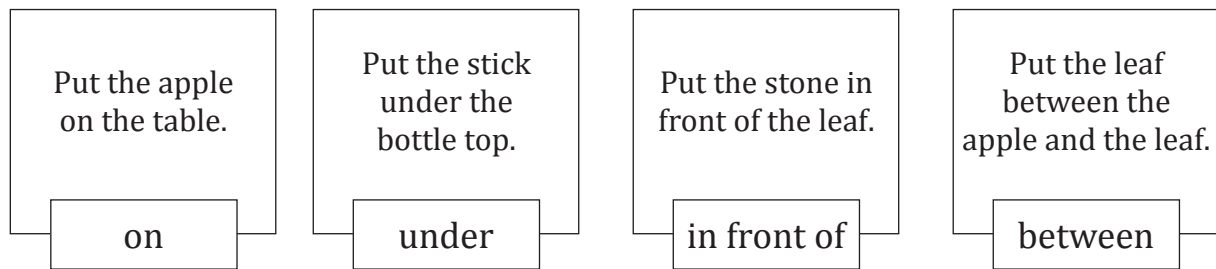 Put the apple
on the table.
on
Put the stick
under the
bottle top.
under
Put the stone in
front of the leaf.
in front of
Put the leaf
between the
apple and the leaf.
between